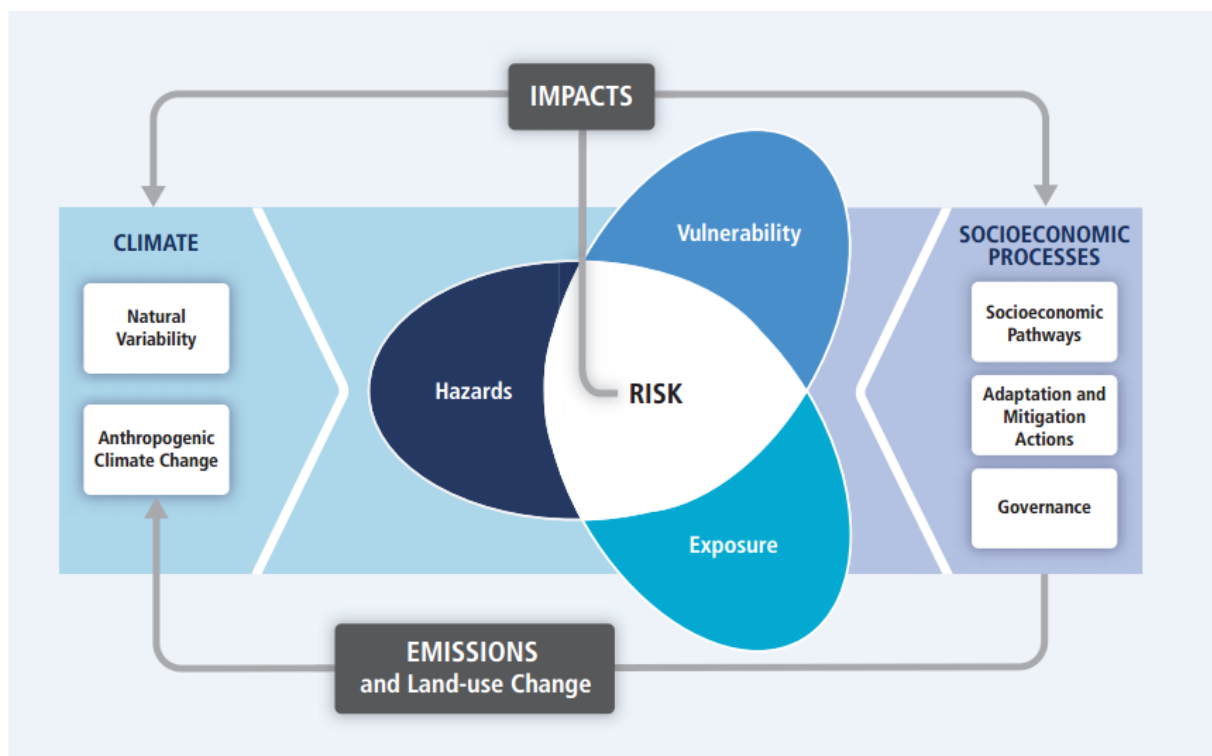 IMPACTS
CLIMATE
Natural
Variability
Anthropogenic
Climate Change
Vulnerability
Hazards
RISK
Exposure
SOCIOECONOMIC
PROCESSES
Socioeconomic
Pathways
Adaptation and
Mitigation
Actions
Governance
EMISSIONS
and Land-use Change